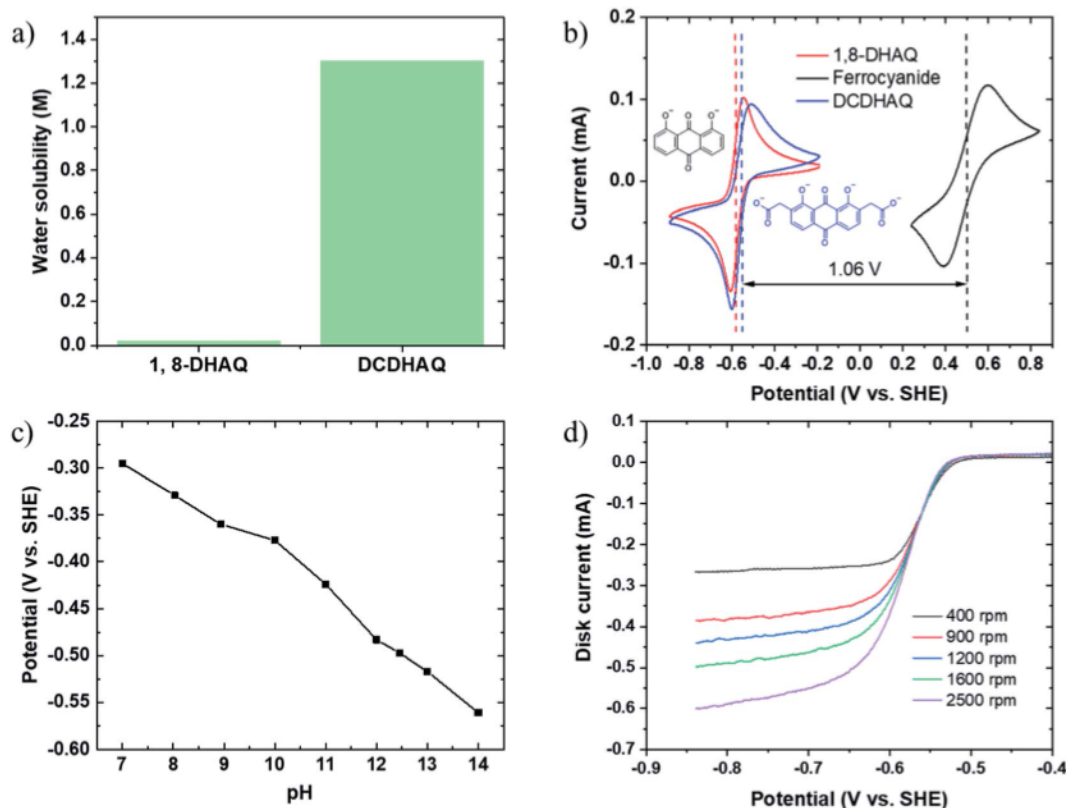 a)
1.4
1.2
1.0
0.8
0.6
0.4
0.2
0.0
Water solubility (M)
1, 8-DHAQ
DCDHAQ
b)
0.2
0.1
0.0
-0.1
-0.2
Current (mA)
1,8-DHAQ
Ferrocyanide
DCDHAQ
O⁻ O O⁻
O
O⁻ O O⁻
O⁻ O⁻
O O
O
1.06 V
-1.0 -0.8 -0.6 -0.4 -0.2 0.0 0.2 0.4 0.6 0.8 1.0
Potential (V vs. SHE)
c)
-0.25
-0.30
-0.35
-0.40
-0.45
-0.50
-0.55
-0.60
Potential (V vs. SHE)
7 8 9 10 11 12 13 14
pH
d)
0.1
0.0
-0.1
-0.2
-0.3
-0.4
-0.5
-0.6
-0.7
Disk current (mA)
400 rpm
900 rpm
1200 rpm
1600 rpm
2500 rpm
-0.9 -0.8 -0.7 -0.6 -0.5 -0.4
Potential (V vs. SHE)